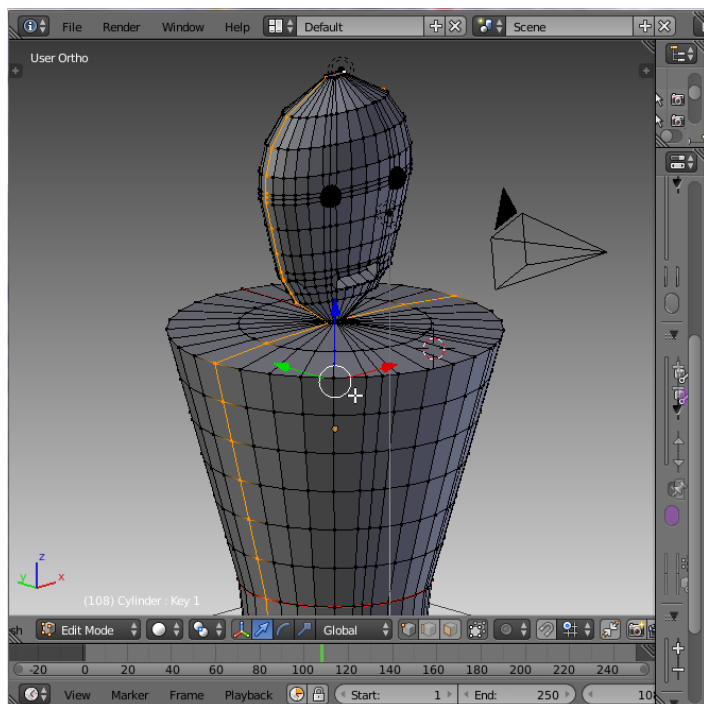 File Render Window Help Default Scene
User Ortho
z
y x
(108) Cylinder : Key 1
Edit Mode Global
-20 0 20 40 60 80 100 120 140 160 180 200 220 240
View Marker Frame Playback Start: 1 End: 250